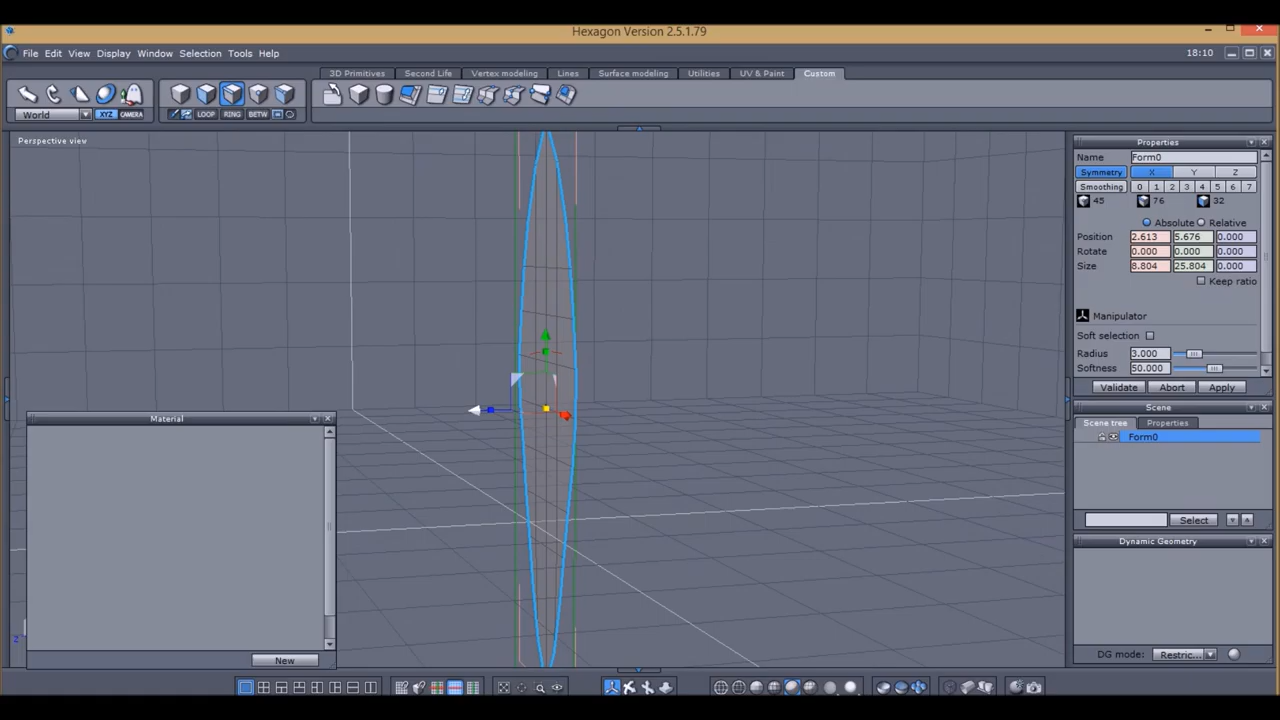 Hexagon Version 2.5.1.79
File Edit View Display Window Selection Tools Help
18:10
3D Primitives Second Life Vertex modeling Lines Surface modeling Utilities UV & Paint Custom
World XYZ CAMERA LOOP RING BETW
Perspective view
Properties
Name Form0
Symmetry X Y Z
Smoothing 0 1 2 3 4 5 6 7
45 76 32
Absolute Relative
Position 2.613 5.676 0.000
Rotate 0.000 0.000 0.000
Size 8.804 25.804 0.000
Keep ratio
Manipulator
Soft selection
Radius 3.000
Softness 50.000
Validate Abort Apply
Scene
Scene tree Properties
Form0
Select
Dynamic Geometry
DG mode: Restric...
Material
New
Z